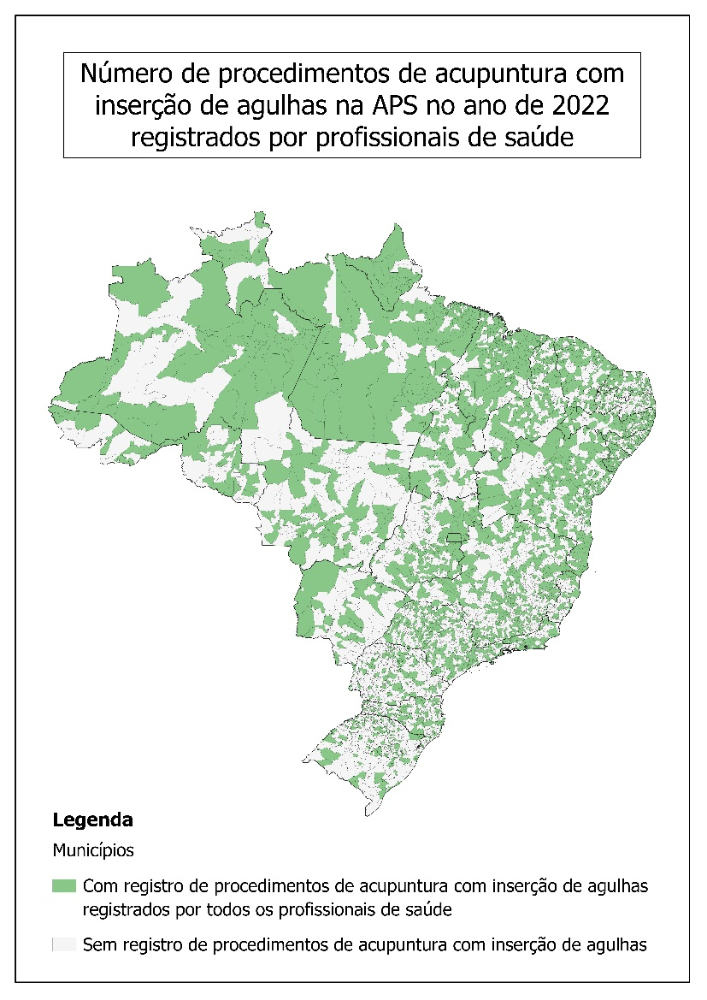 Número de procedimentos de acupuntura com
inserção de agulhas na APS no ano de 2022
registrados por profissionais de saúde
Legenda
Municípios
Com registro de procedimentos de acupuntura com inserção de agulhas
registrados por todos os profissionais de saúde
Sem registro de procedimentos de acupuntura com inserção de agulhas